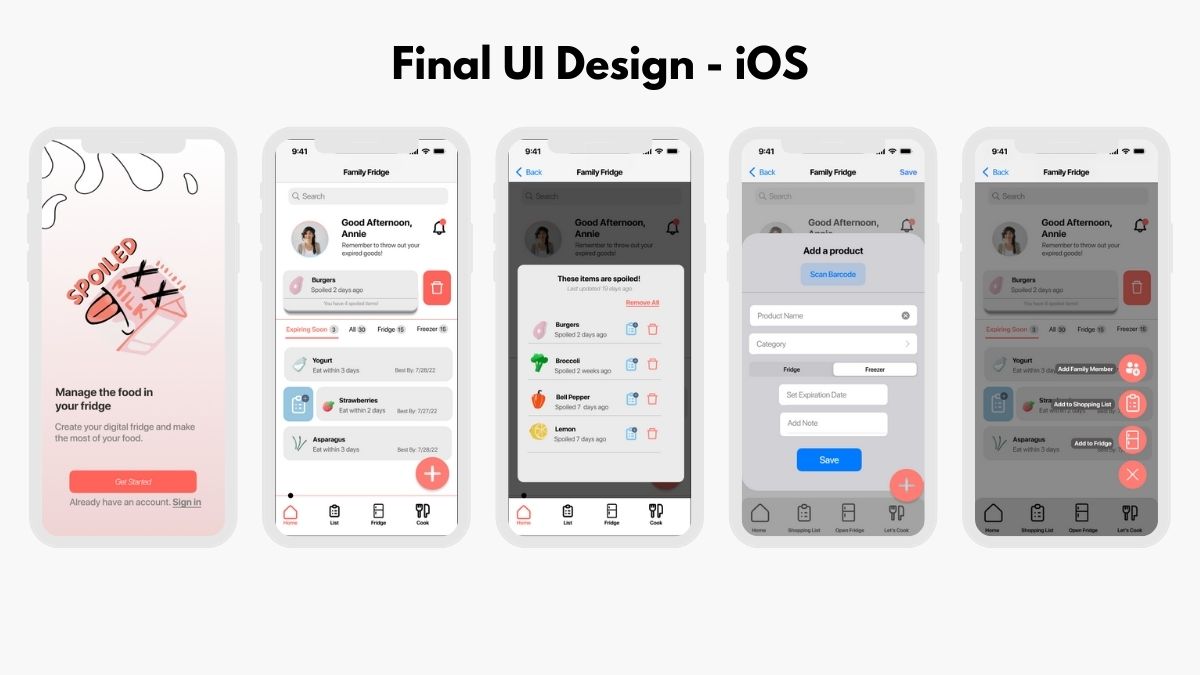 Final UI Design - iOS
SPOILED
MILK
Manage the food in
your fridge
Create your digital fridge and make
the most of your food.
Get Started
Already have an account. Sign in
9:41
Family Fridge
Search
Good Afternoon,
Annie
Remember to throw out your
expired goods!
Burgers
Spoiled 2 days ago
You have 4 spoiled items!
Expiring Soon 3 All 30 Fridge 15 Freezer 15
Yogurt
Eat within 3 days Best By: 7/28/22
Strawberries
Eat within 2 days Best By: 7/27/22
Asparagus
Eat within 3 days Best By: 7/28/22
Home List Fridge Cook
9:41
Back Family Fridge
Search
Good Afternoon,
Annie
Remember to throw out your
expired goods!
These items are spoiled!
Last updated 19 days ago
Remove All
Burgers
Spoiled 2 days ago
Broccoli
Spoiled 2 weeks ago
Bell Pepper
Spoiled 7 days ago
Lemon
Spoiled 7 days ago
Home List Fridge Cook
9:41
Back Family Fridge Save
Search
Good Afternoon,
Annie
Add a product
Scan Barcode
Product Name
Category
Fridge Freezer
Set Expiration Date
Add Note
Save
Home Shopping List Open Fridge Let's Cook
9:41
Back Family Fridge
Search
Good Afternoon,
Annie
Remember to throw out your
expired goods!
Burgers
Spoiled 2 days ago
You have 4 spoiled items!
Expiring Soon 3 All 30 Fridge 15 Freezer 15
Yogurt
Eat within 3 days
Add Family Member
Add to Shopping List
Eat within 2 days Best By: 7
Asparagus
Add to Fridge
Eat within 3 days
Home Shopping List Open Fridge Let's Cook